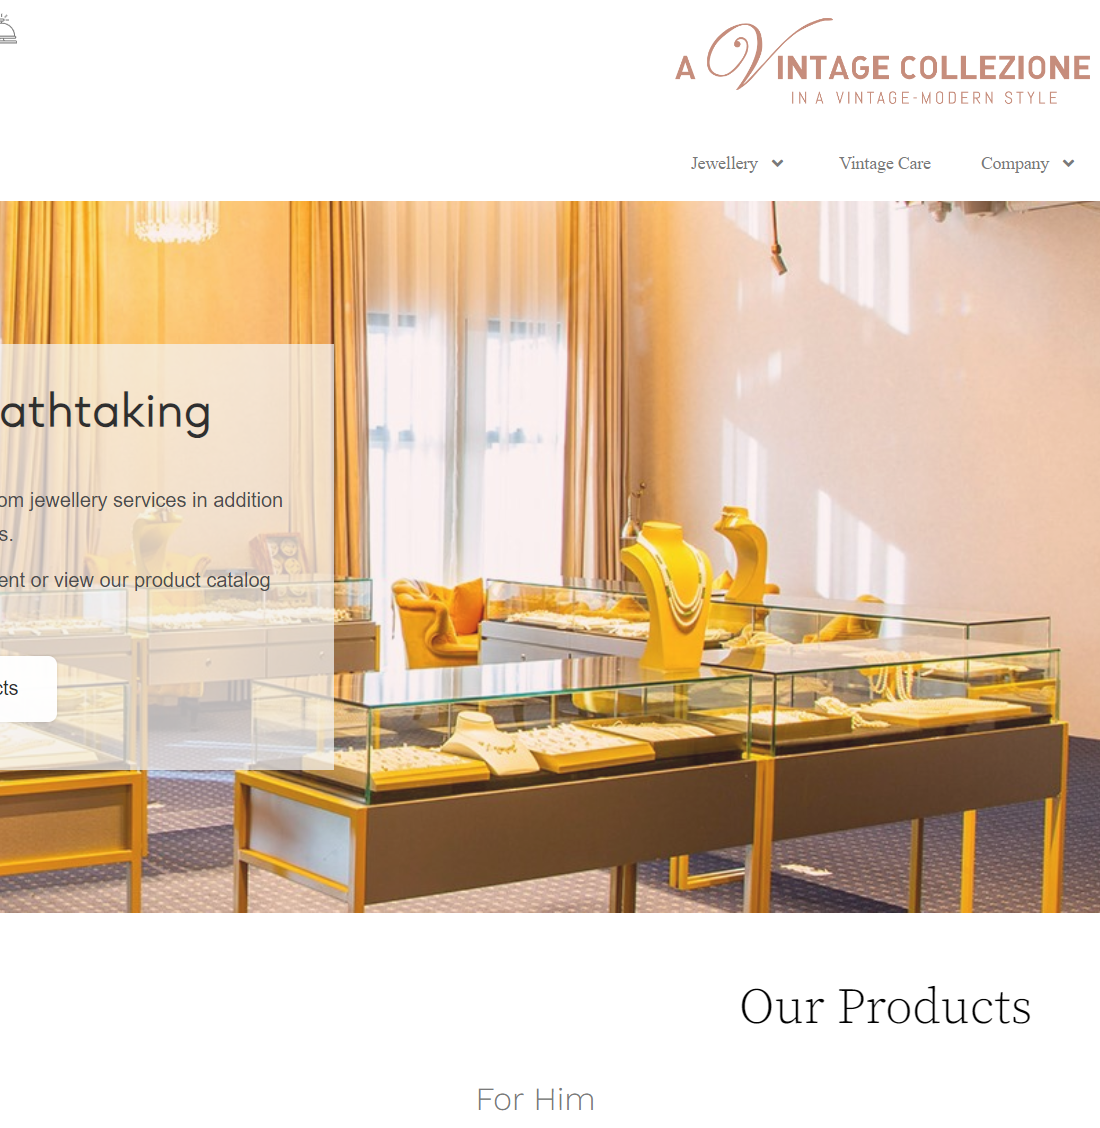 A VINTAGE COLLEZIONE
IN A VINTAGE-MODERN STYLE
Jewellery
Vintage Care
Company
athtaking
om jewellery services in addition
s.
ent or view our product catalog
cts
Our Products
For Him